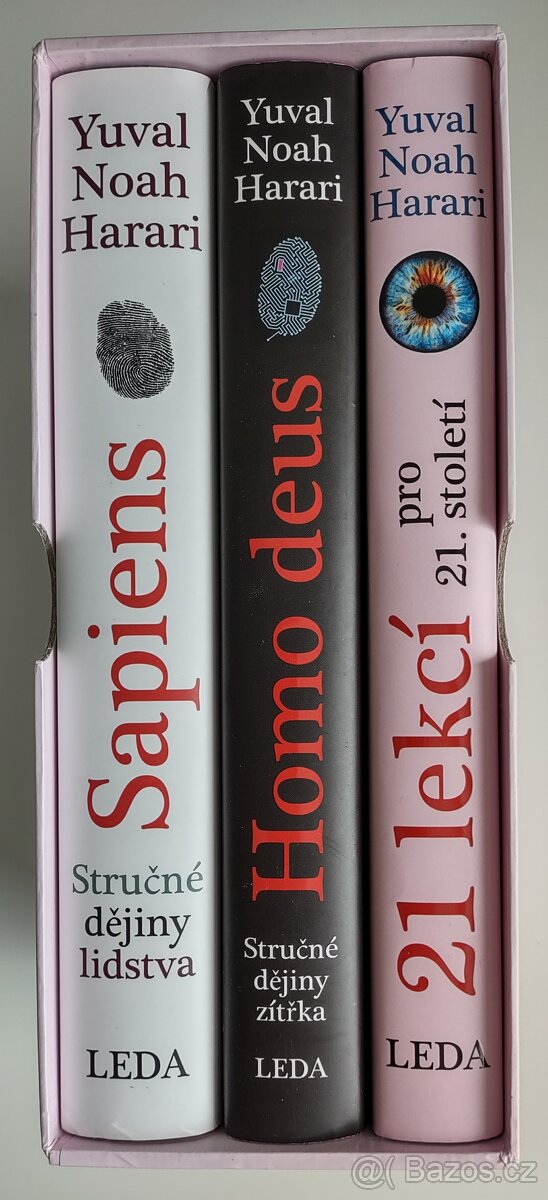 Yuval
Noah
Harari
Sapiens
Stručné
dějiny
lidstva
LEDA
Yuval
Noah
Harari
Homo deus
Stručné
dějiny
zítřka
LEDA
Yuval
Noah
Harari
21 lekcí
pro
21. století
LEDA
@( Bazos.cz